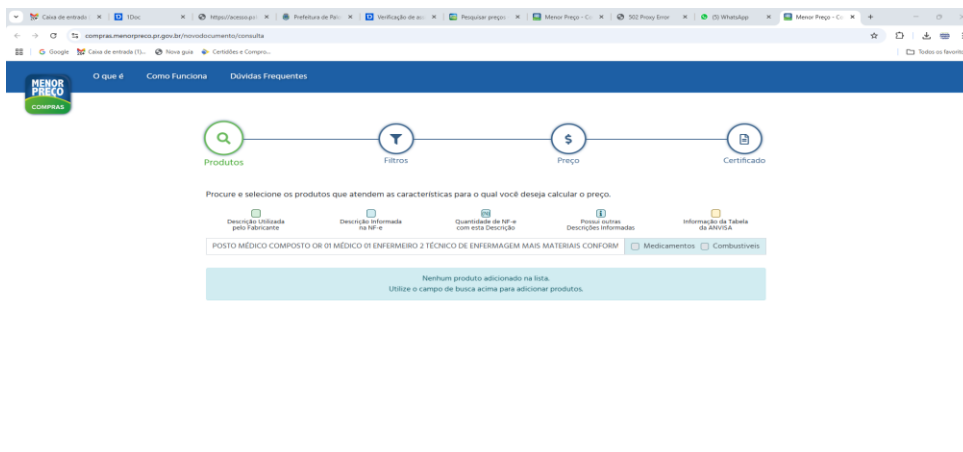 Caixa de entrada
1Doc
https://acesso.pr.
Prefeitura de Pal
Verificação de au
Pesquisar preços
Menor Preço - Co
502 Proxy Error
(5) WhatsApp
Menor Preço - Co
compras.menorpreco.pr.gov.br/novodocumento/consulta
Google
Caixa de entrada (1)...
Nova guia
Certidões e Compro...
Todos os favoritos
MENOR PREÇO COMPRAS
O que é Como Funciona Dúvidas Frequentes
Produtos Filtros Preço Certificado
Procure e selecione os produtos que atendem as características para o qual você deseja calcular o preço.
Descrição Utilizada pelo Fabricante
Descrição Informada na NF-e
Quantidade de NF-e com esta Descrição
Possui outras Descrições Informadas
Informação da Tabela da ANVISA
POSTO MÉDICO COMPOSTO OR 01 MÉDICO 01 ENFERMEIRO 2 TÉCNICO DE ENFERMAGEM MAIS MATERIAIS CONFORM
Medicamentos Combustíveis
Nenhum produto adicionado na lista.
Utilize o campo de busca acima para adicionar produtos.